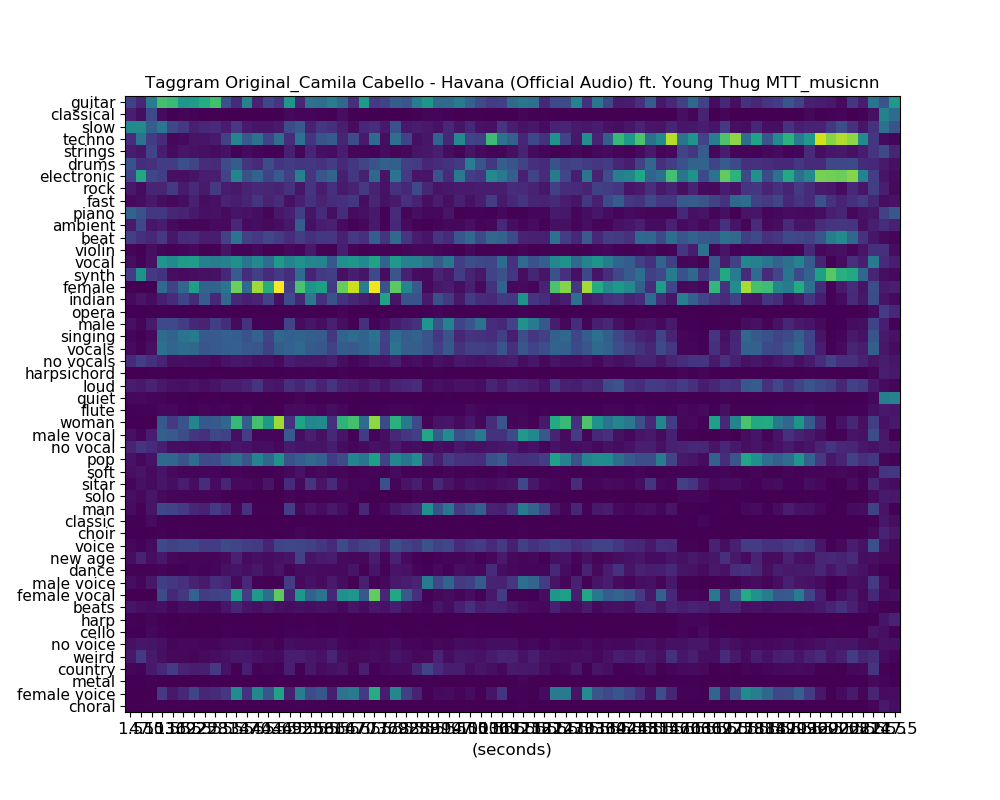 Taggram Original_Camila Cabello - Havana (Official Audio) ft. Young Thug MTT_musicnn
guitar
classical
slow
techno
strings
drums
electronic
rock
fast
piano
ambient
beat
violin
vocal
synth
female
indian
opera
male
singing
vocals
no vocals
harpsichord
loud
quiet
flute
woman
male vocal
no vocal
pop
soft
sitar
solo
man
classic
choir
voice
new age
dance
male voice
female vocal
beats
harp
cello
no voice
weird
country
metal
female voice
choral
(seconds)